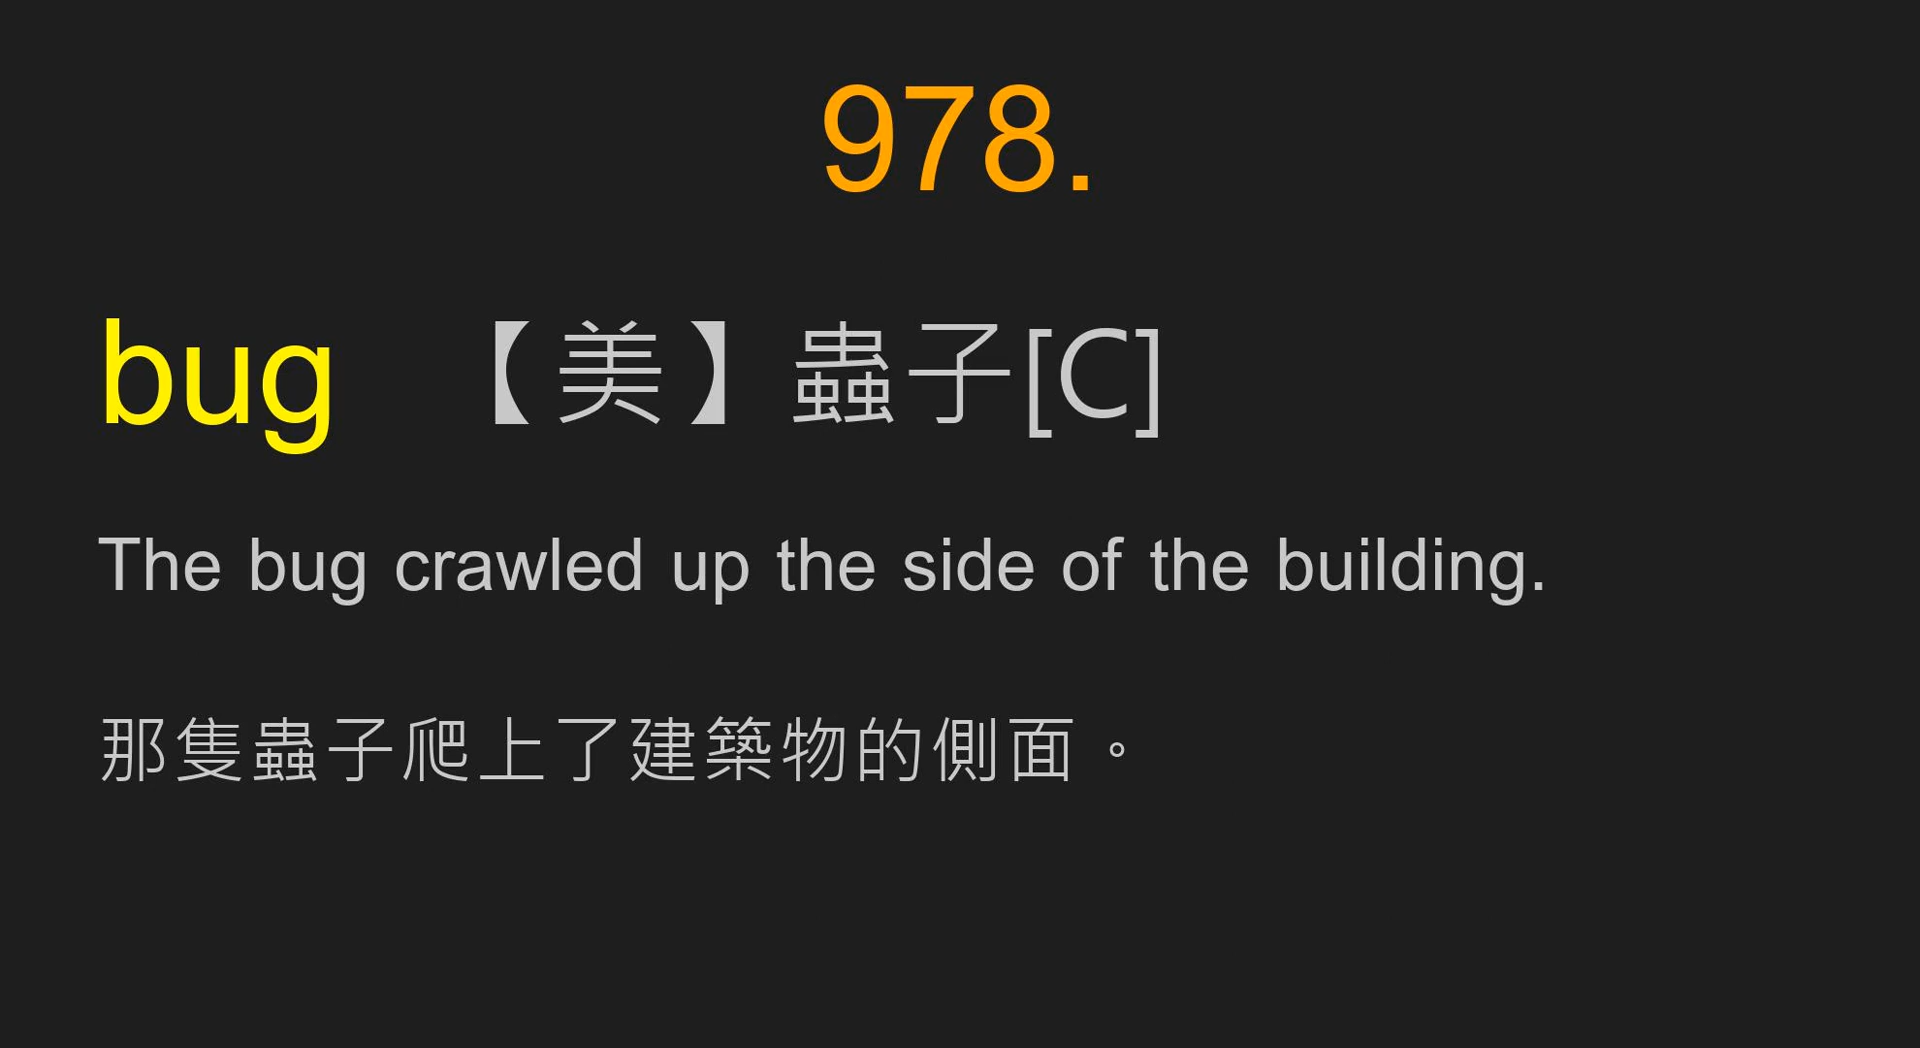 978.
bug 【美】蟲子[C]
The bug crawled up the side of the building.
那隻蟲子爬上了建築物的側面。